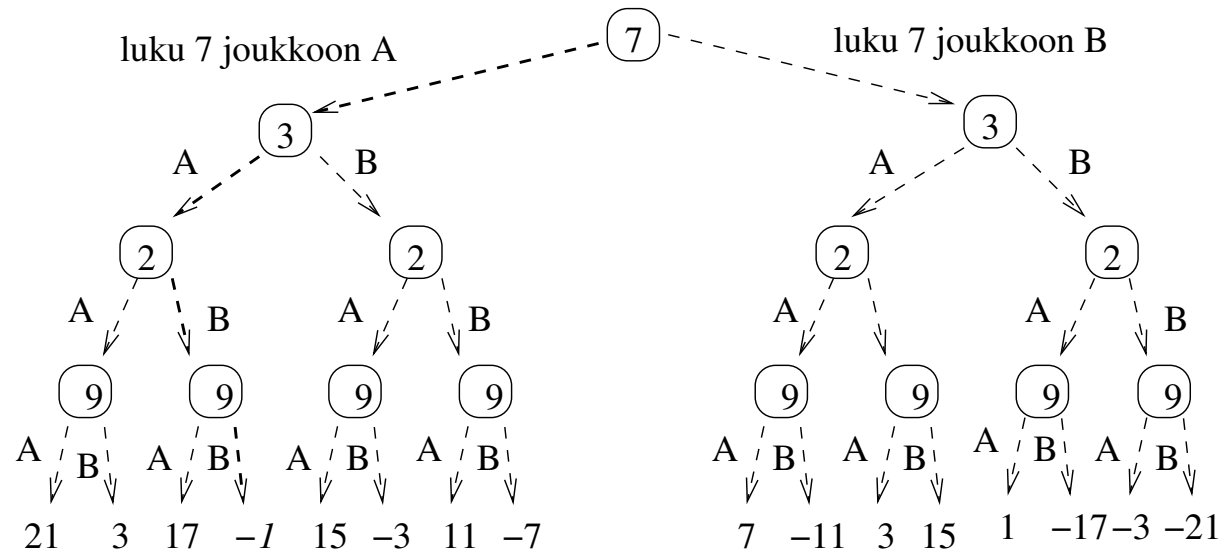 7
luku 7 joukkoon A luku 7 joukkoon B
3 3
A B A B
2 2 2 2
A B A B A A B
9 9 9 9 9 9 9 9
A B A B A B A B A B A B A B A B
21 3 17 −1 15 −3 11 −7 7 −11 3 15 1 −17 −3 −21